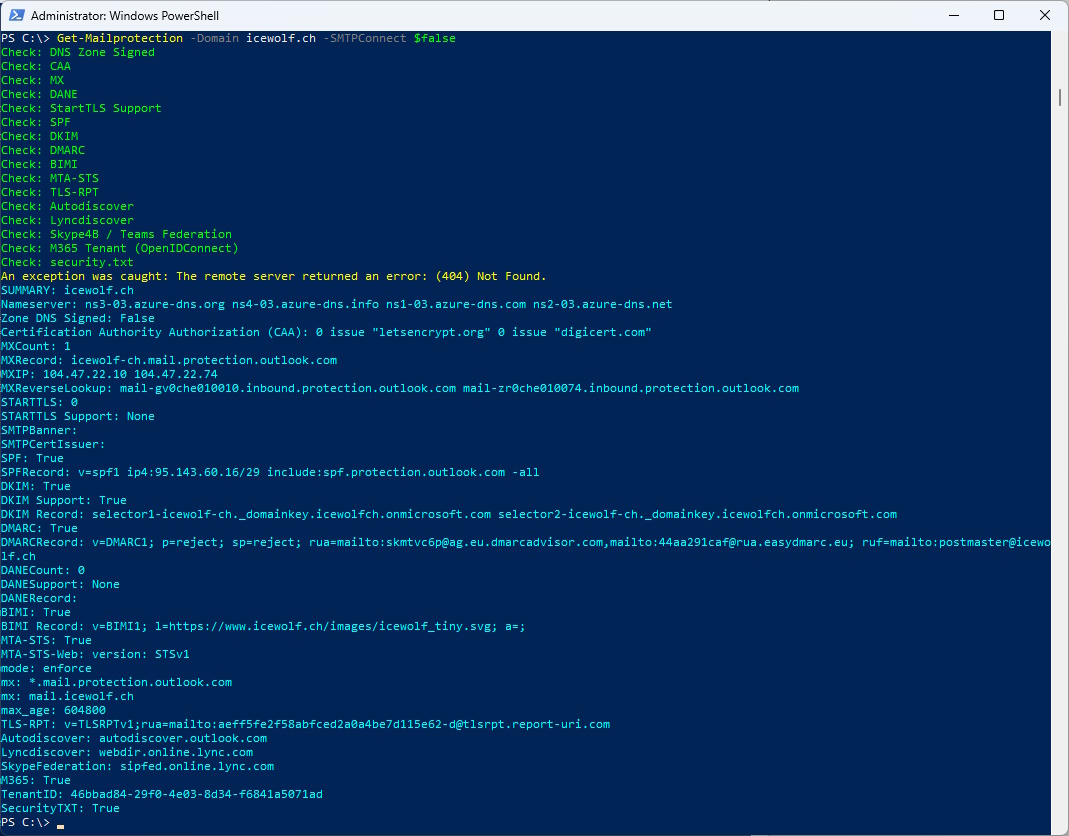 Administrator: Windows PowerShell
PS C:\> Get-Mailprotection -Domain icewolf.ch -SMTPConnect $false
Check: DNS Zone Signed
Check: CAA
Check: MX
Check: DANE
Check: StartTLS Support
Check: SPF
Check: DKIM
Check: DMARC
Check: BIMI
Check: MTA-STS
Check: TLS-RPT
Check: Autodiscover
Check: Lyncdiscover
Check: Skype4B / Teams Federation
Check: M365 Tenant (OpenIDConnect)
Check: security.txt
An exception was caught: The remote server returned an error: (404) Not Found.
SUMMARY: icewolf.ch
Nameserver: ns3-03.azure-dns.org ns4-03.azure-dns.info ns1-03.azure-dns.com ns2-03.azure-dns.net
Zone DNS Signed: False
Certification Authority Authorization (CAA): 0 issue "letsencrypt.org" 0 issue "digicert.com"
MXCount: 1
MXRecord: icewolf-ch.mail.protection.outlook.com
MXIP: 104.47.22.10 104.47.22.74
MXReverseLookup: mail-gv0che010010.inbound.protection.outlook.com mail-zr0che010074.inbound.protection.outlook.com
STARTTLS: 0
STARTTLS Support: None
SMTPBanner:
SMTPCertIssuer:
SPF: True
SPFRecord: v=spf1 ip4:95.143.60.16/29 include:spf.protection.outlook.com -all
DKIM: True
DKIM Support: True
DKIM Record: selector1-icewolf-ch._domainkey.icewolfch.onmicrosoft.com selector2-icewolf-ch._domainkey.icewolfch.onmicrosoft.com
DMARC: True
DMARCRecord: v=DMARC1; p=reject; sp=reject; rua=mailto:skmtvc6p@ag.eu.dmarcadvisor.com,mailto:44aa291caf@rua.easydmarc.eu; ruf=mailto:postmaster@icewo
lf.ch
DANECount: 0
DANESupport: None
DANERecord:
BIMI: True
BIMI Record: v=BIMI1; l=https://www.icewolf.ch/images/icewolf_tiny.svg; a=;
MTA-STS: True
MTA-STS-Web: version: STSv1
mode: enforce
mx: *.mail.protection.outlook.com
mx: mail.icewolf.ch
max_age: 604800
TLS-RPT: v=TLSRPTv1;rua=mailto:aeff5fe2f58abfced2a0a4be7d115e62-d@tlsrpt.report-uri.com
Autodiscover: autodiscover.outlook.com
Lyncdiscover: webdir.online.lync.com
SkypeFederation: sipfed.online.lync.com
M365: True
TenantID: 46bbad84-29f0-4e03-8d34-f6841a5071ad
SecurityTXT: True
PS C:\>